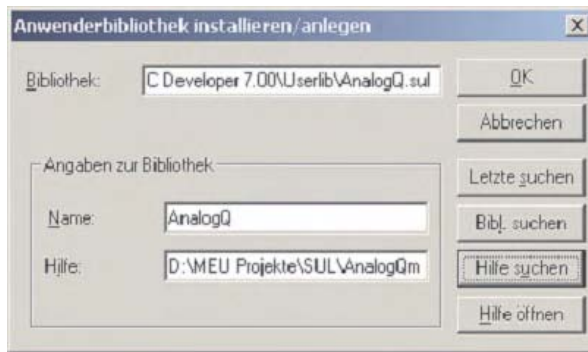 Anwenderbibliothek installieren/anlegen
Bibliothek:
C Developer 7.00\Userlib\AnalogQ.sul
OK
Abbrechen
Angaben zur Bibliothek
Letzte suchen
Name:
AnalogQ
Bibl. suchen
Hilfe:
D:\MEU Projekte\SUL\AnalogQm
Hilfe suchen
Hilfe öffnen